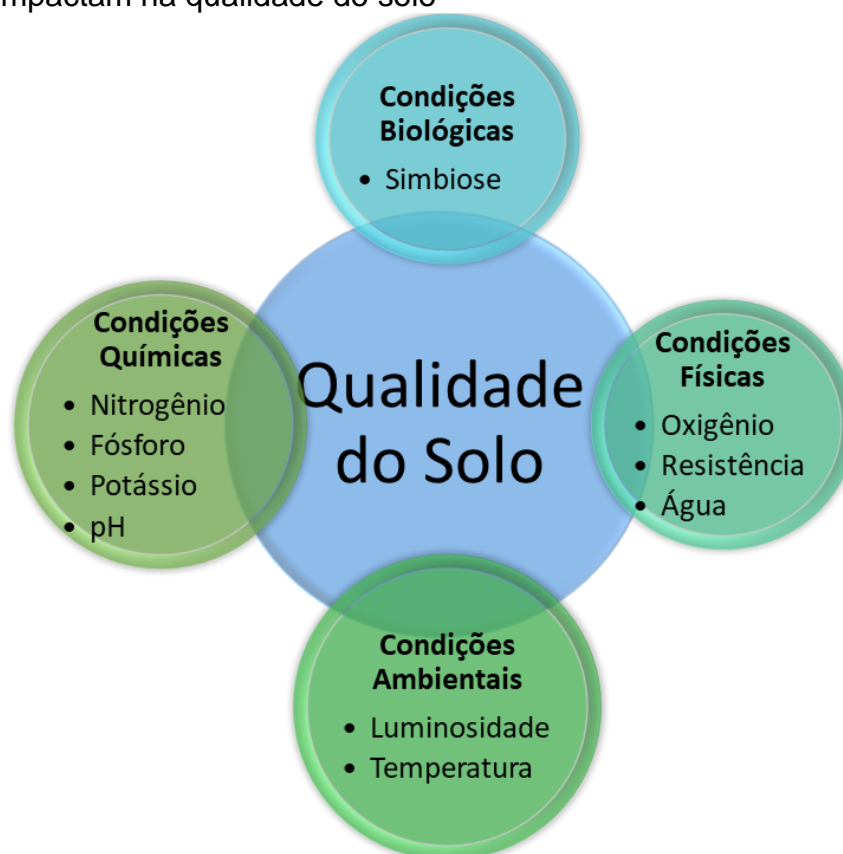 mpactam na qualidade do solo
Condições
Biológicas
• Simbiose
Condições
Químicas
• Nitrogênio
• Fósforo
• Potássio
• pH
Qualidade
do Solo
Condições
Físicas
• Oxigênio
• Resistência
• Água
Condições
Ambientais
• Luminosidade
• Temperatura